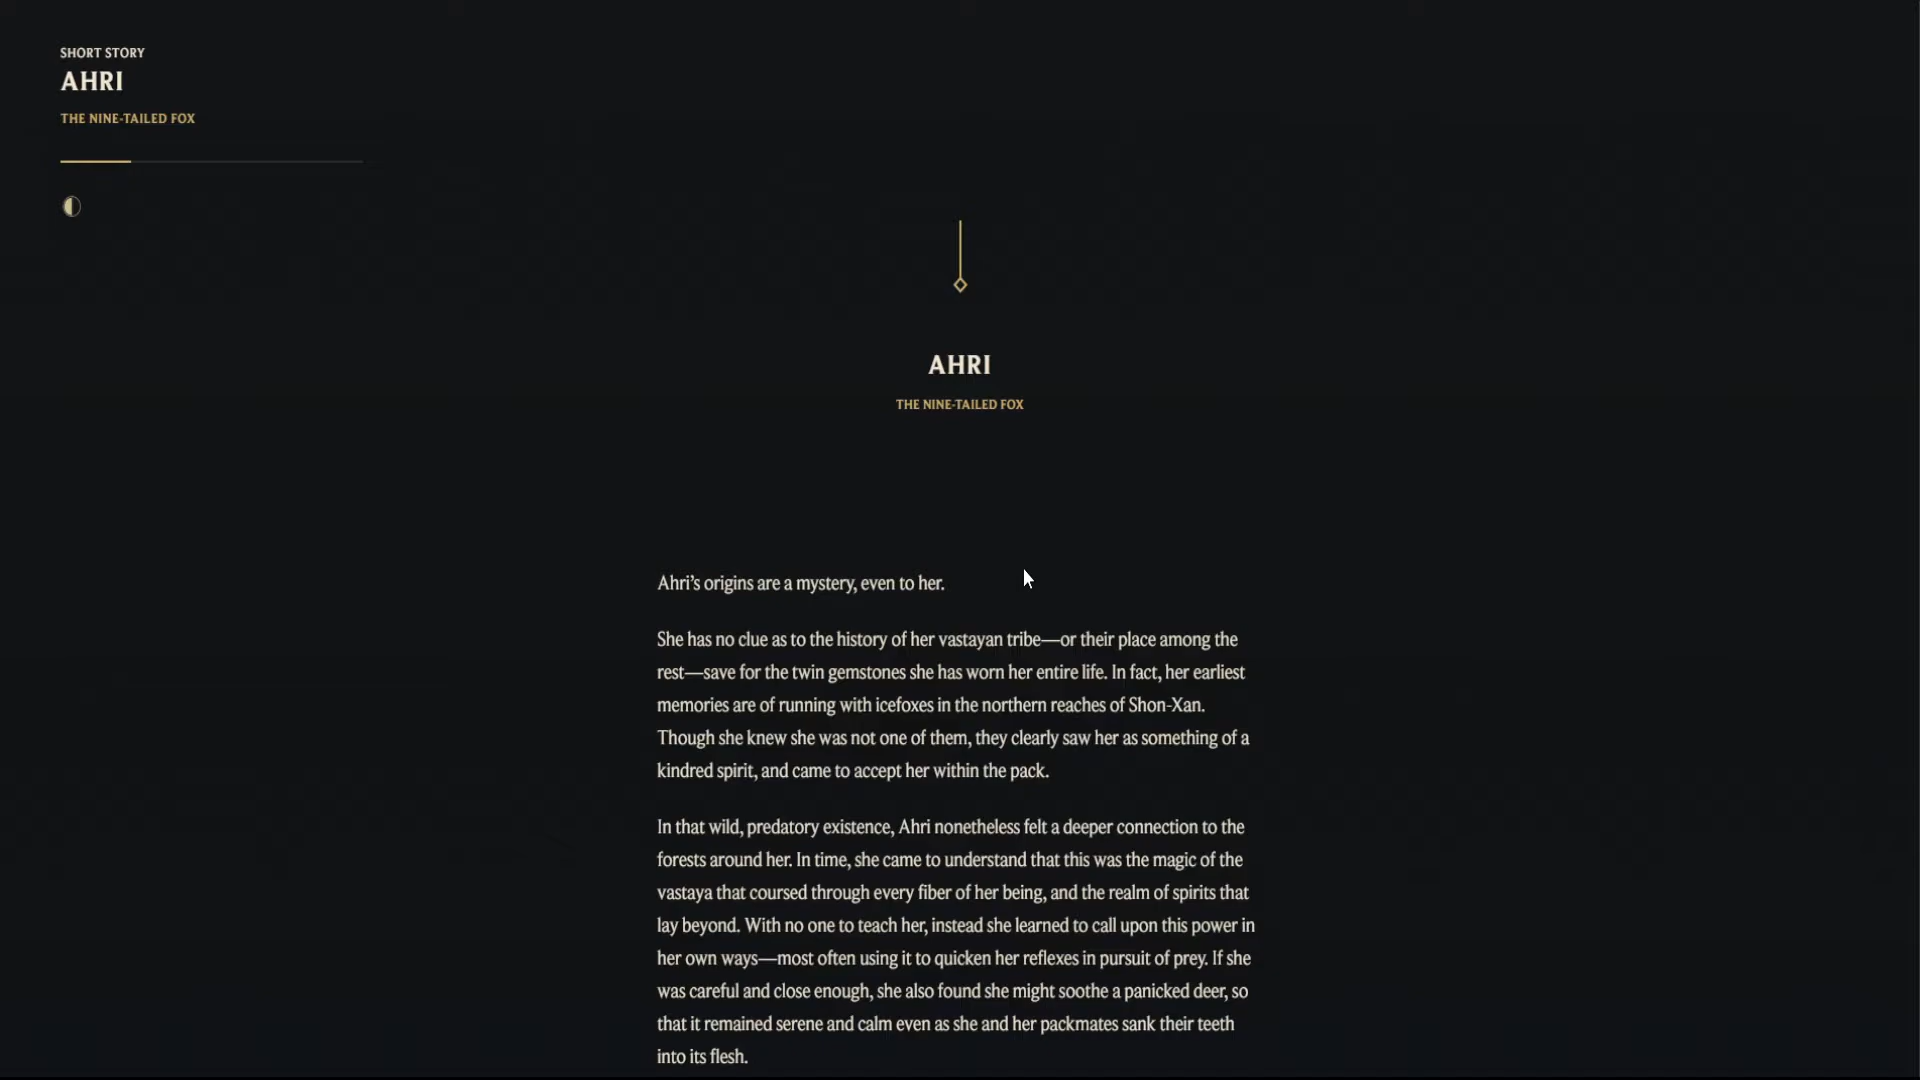 SHORT STORY
AHRI
THE NINE-TAILED FOX
AHRI
THE NINE-TAILED FOX
Ahri’s origins are a mystery, even to her.
She has no clue as to the history of her vastayan tribe—or their place among the
rest—save for the twin gemstones she has worn her entire life. In fact, her earliest
memories are of running with icefoxes in the northern reaches of Shon-Xan.
Though she knew she was not one of them, they clearly saw her as something of a
kindred spirit, and came to accept her within the pack.
In that wild, predatory existence, Ahri nonetheless felt a deeper connection to the
forests around her. In time, she came to understand that this was the magic of the
vastaya that coursed through every fiber of her being, and the realm of spirits that
lay beyond. With no one to teach her, instead she learned to call upon this power in
her own ways—most often using it to quicken her reflexes in pursuit of prey. If she
was careful and close enough, she also found she might soothe a panicked deer, so
that it remained serene and calm even as she and her packmates sank their teeth
into its flesh.